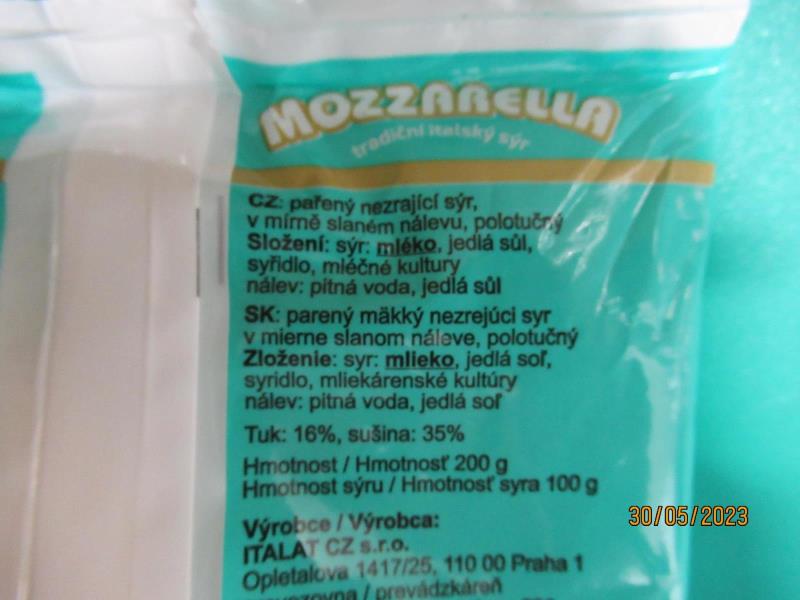 MOZZARELLA
tradiční italský sýr
CZ: pařený nezrající sýr,
v mírně slaném nálevu, polotučný
Složení: sýr: mléko, jedlá sůl,
syřidlo, mléčné kultury
nálev: pitná voda, jedlá sůl
SK: parený mäkký nezrejúci syr
v mierne slanom náleve, polotučný
Zloženie: syr: mlieko, jedlá soľ,
syridlo, mliekárenské kultúry
nálev: pitná voda, jedlá soľ
Tuk: 16%, sušina: 35%
Hmotnost / Hmotnosť 200 g
Hmotnost sýru / Hmotnosť syra 100 g
Výrobce / Výrobca:
ITALAT CZ s.r.o.
Opletalova 1417/25, 110 00 Praha 1
provozovna / prevádzkáreň
30/05/2023